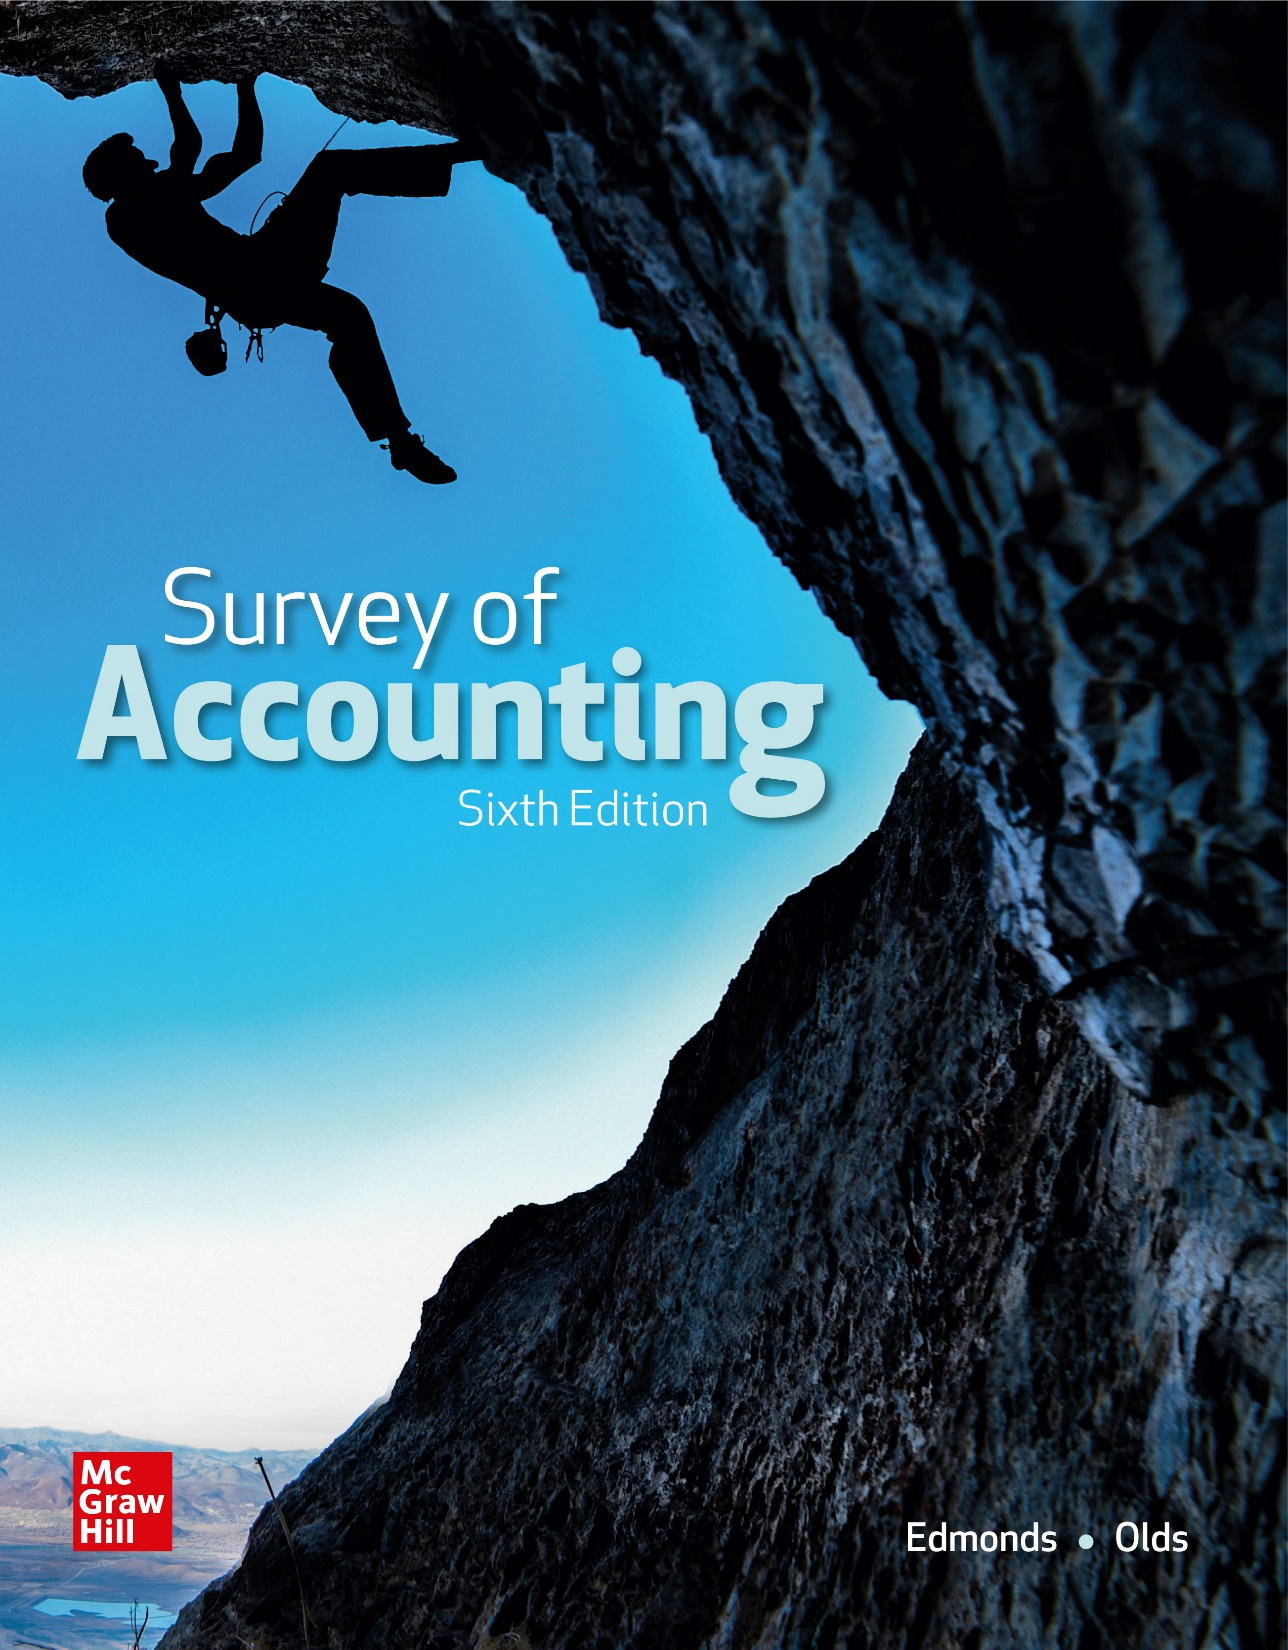 Survey of
Accounting
Sixth Edition
Mc
Graw
Hill
Edmonds • Olds